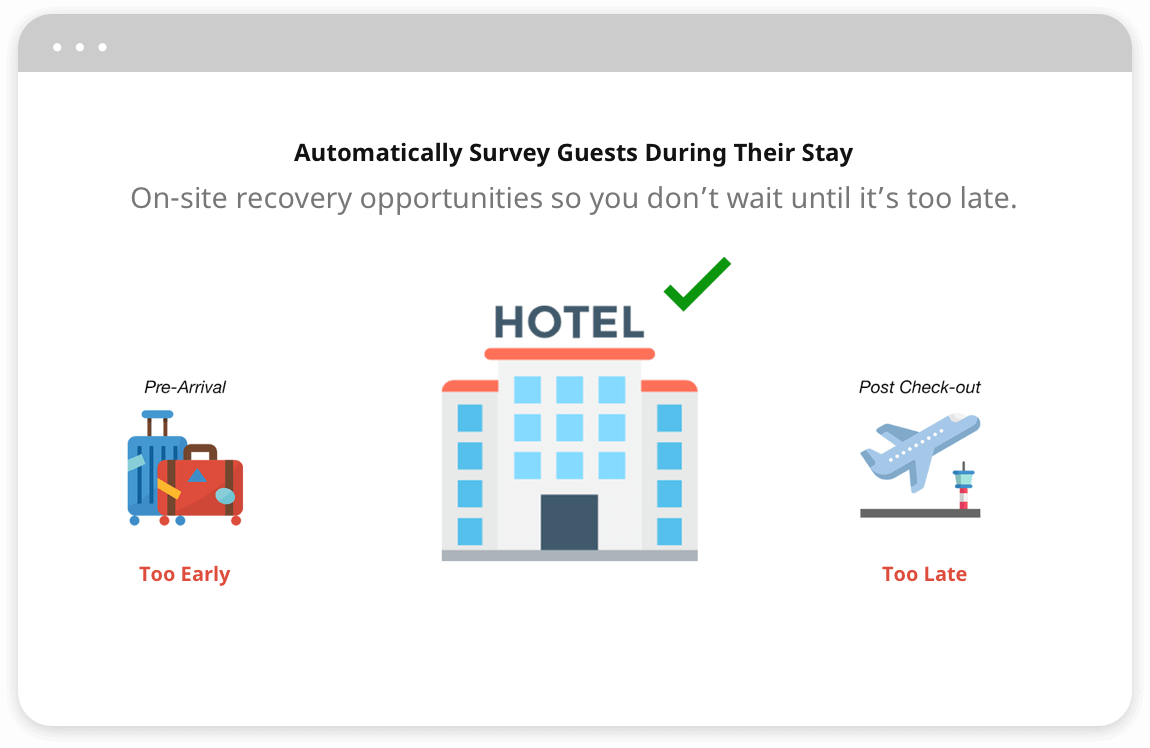 Automatically Survey Guests During Their Stay
On-site recovery opportunities so you don’t wait until it’s too late.
HOTEL
Pre-Arrival
Post Check-out
Too Early
Too Late